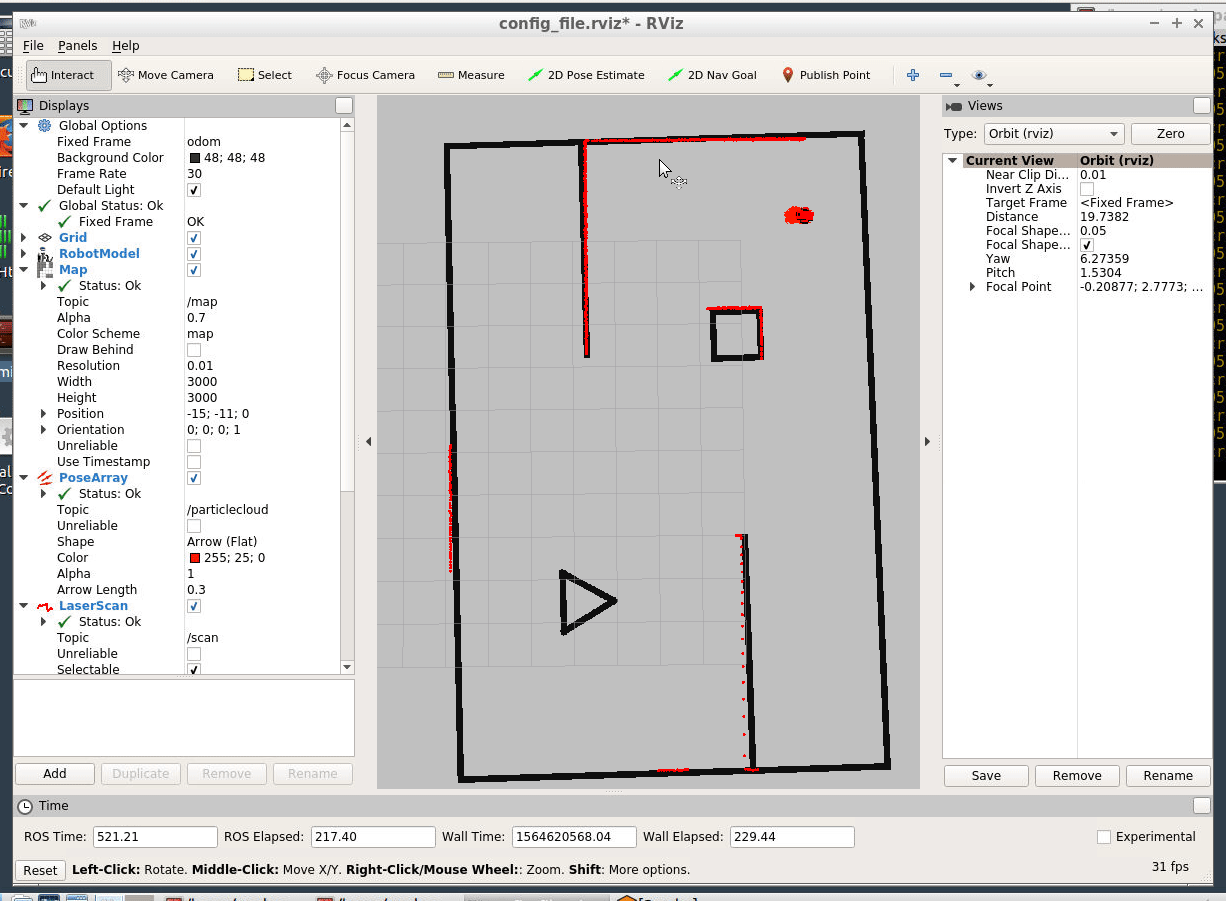 config_file.rviz* - RViz
File Panels Help
Interact Move Camera Select Focus Camera Measure 2D Pose Estimate 2D Nav Goal Publish Point
Displays
Global Options
Fixed Frame odom
Background Color 48; 48; 48
Frame Rate 30
Default Light
Global Status: Ok
Fixed Frame OK
Grid
RobotModel
Map
Status: Ok
Topic /map
Alpha 0.7
Color Scheme map
Draw Behind
Resolution 0.01
Width 3000
Height 3000
Position -15; -11; 0
Orientation 0; 0; 0; 1
Unreliable
Use Timestamp
PoseArray
Status: Ok
Topic /particlecloud
Unreliable
Shape Arrow (Flat)
Color 255; 25; 0
Alpha 1
Arrow Length 0.3
LaserScan
Status: Ok
Topic /scan
Unreliable
Selectable
Add Duplicate Remove Rename
Views
Type: Orbit (rviz) Zero
Current View Orbit (rviz)
Near Clip Di... 0.01
Invert Z Axis
Target Frame <Fixed Frame>
Distance 19.7382
Focal Shape... 0.05
Focal Shape...
Yaw 6.27359
Pitch 1.5304
Focal Point -0.20877; 2.7773; ...
Save Remove Rename
Time
ROS Time: 521.21 ROS Elapsed: 217.40 Wall Time: 1564620568.04 Wall Elapsed: 229.44 Experimental
Reset Left-Click: Rotate. Middle-Click: Move X/Y. Right-Click/Mouse Wheel:: Zoom. Shift: More options. 31 fps